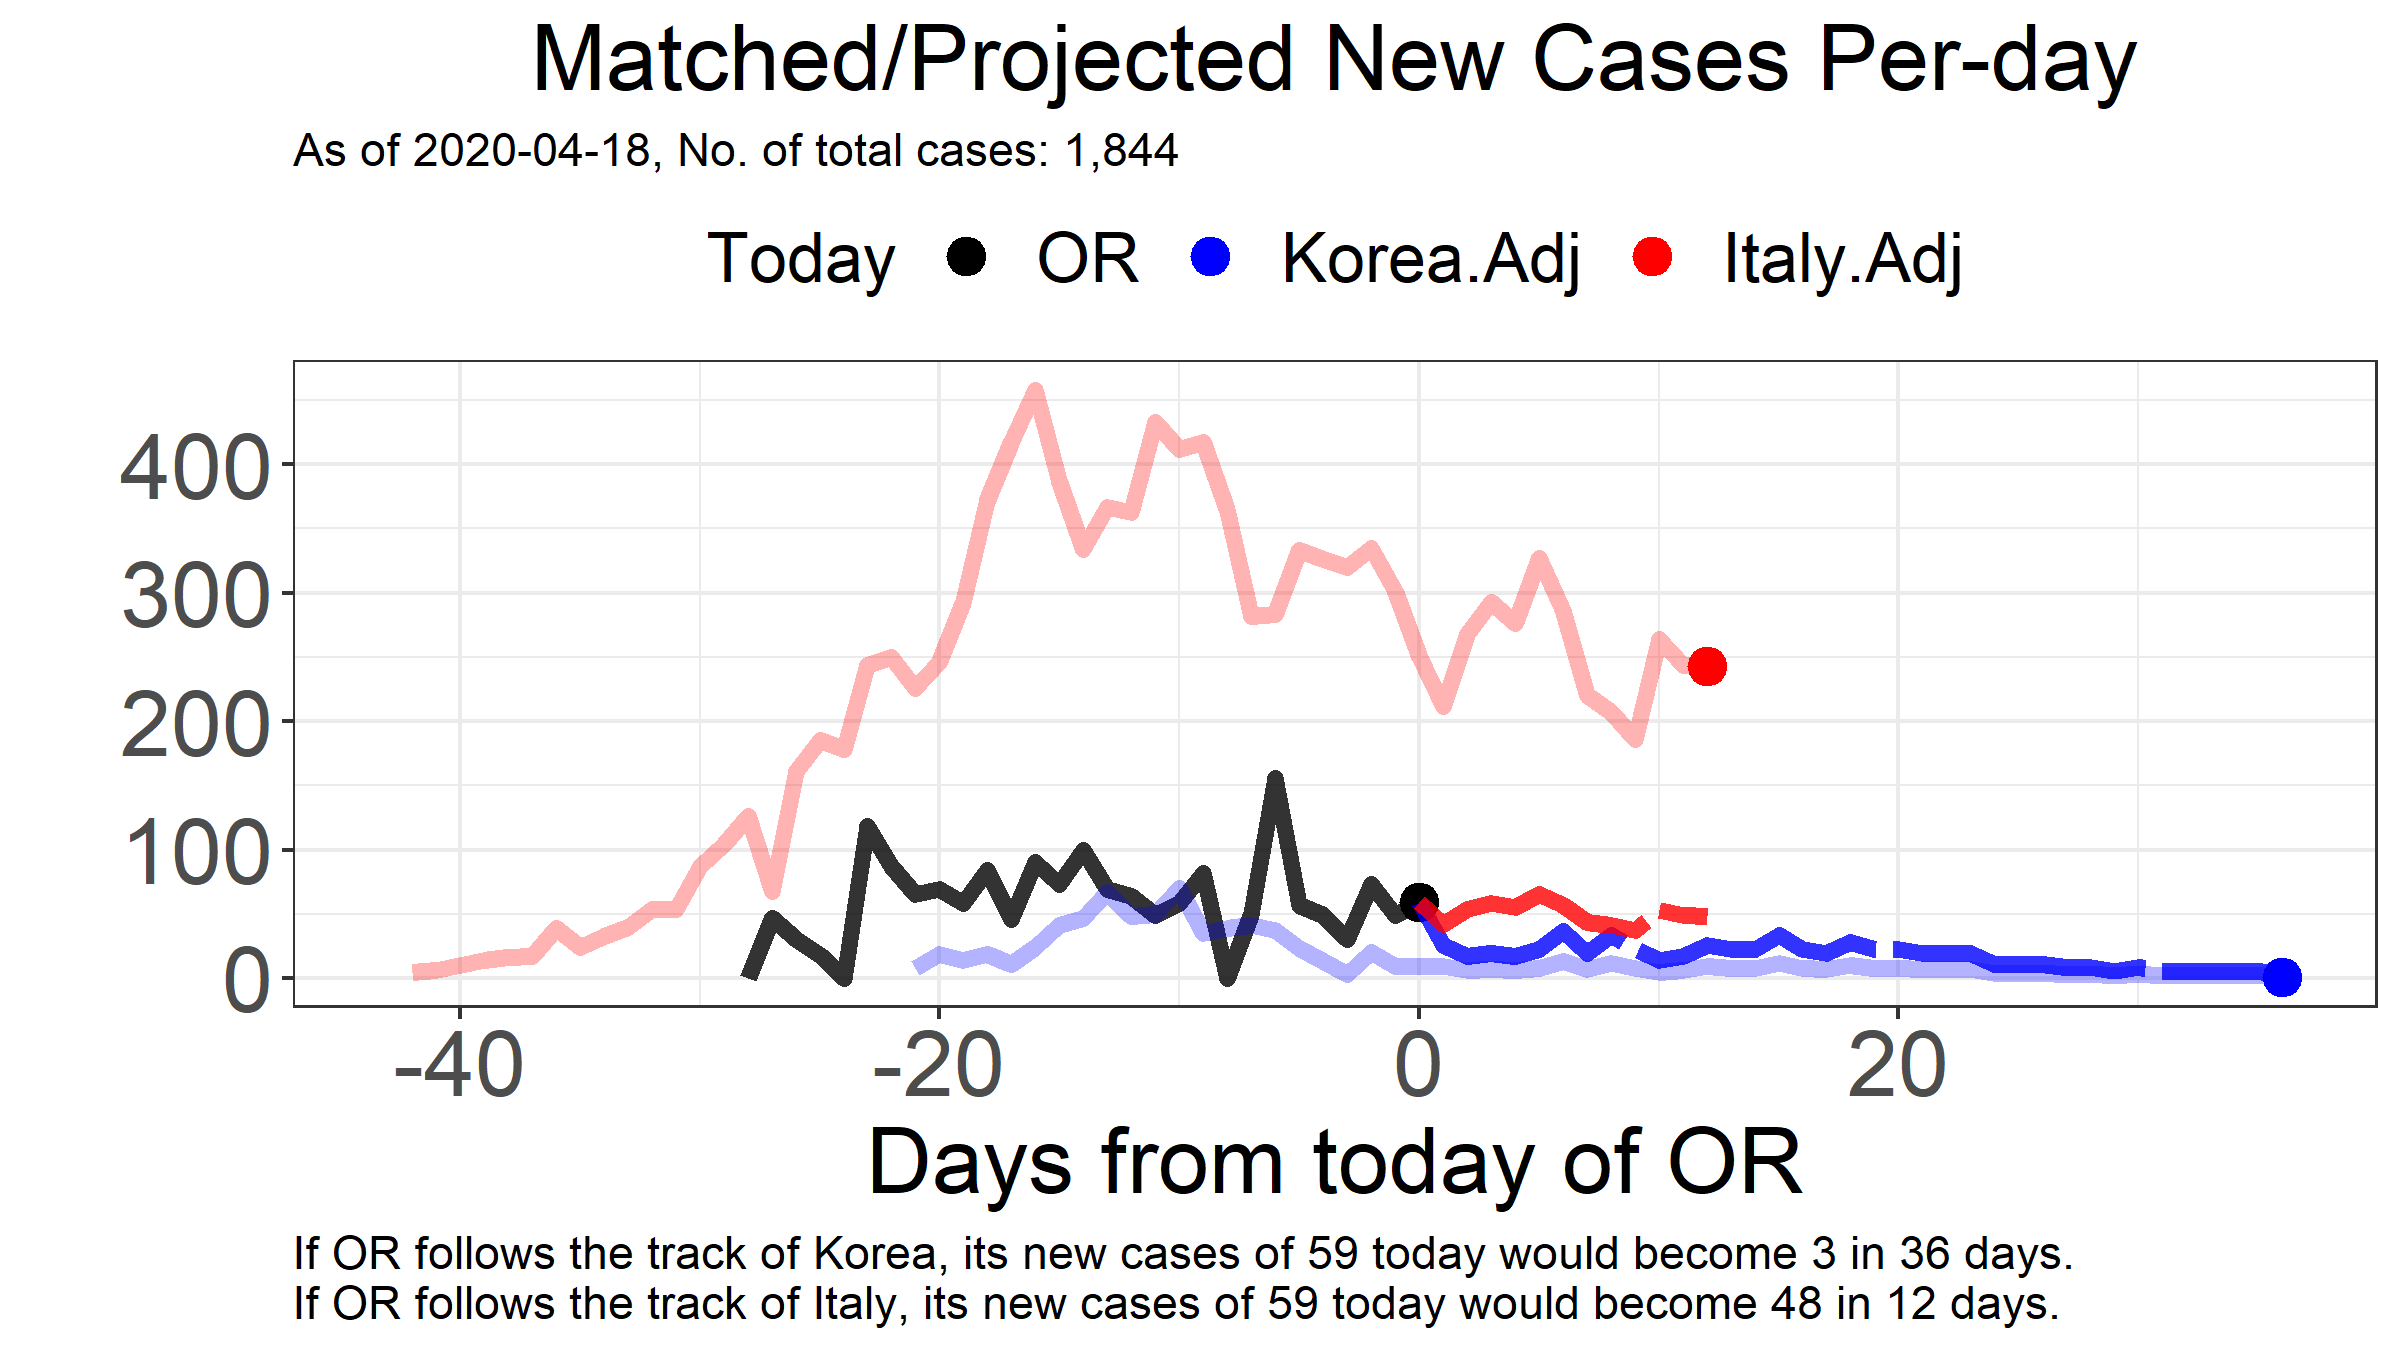 Matched/Projected New Cases Per-day
As of 2020-04-18, No. of total cases: 1,844
Today OR Korea.Adj Italy.Adj
400
300
200
100
0
-40 -20 0 20
Days from today of OR
If OR follows the track of Korea, its new cases of 59 today would become 3 in 36 days.
If OR follows the track of Italy, its new cases of 59 today would become 48 in 12 days.